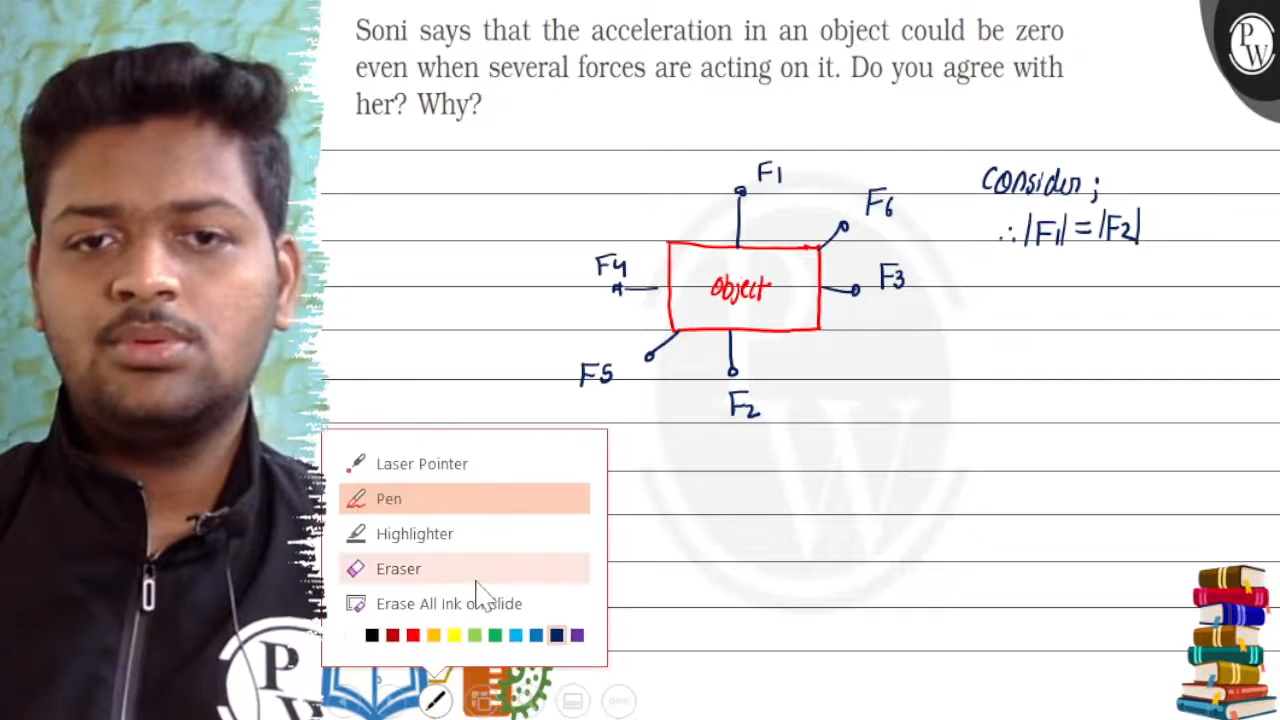 Soni says that the acceleration in an object could be zero
even when several forces are acting on it. Do you agree with
her? Why?
PW
F1
F6
consider;
∴ |F1| = |F2|
F4
F3
object
F5
F2
Laser Pointer
Pen
Highlighter
Eraser
Erase All Ink on Slide
PW